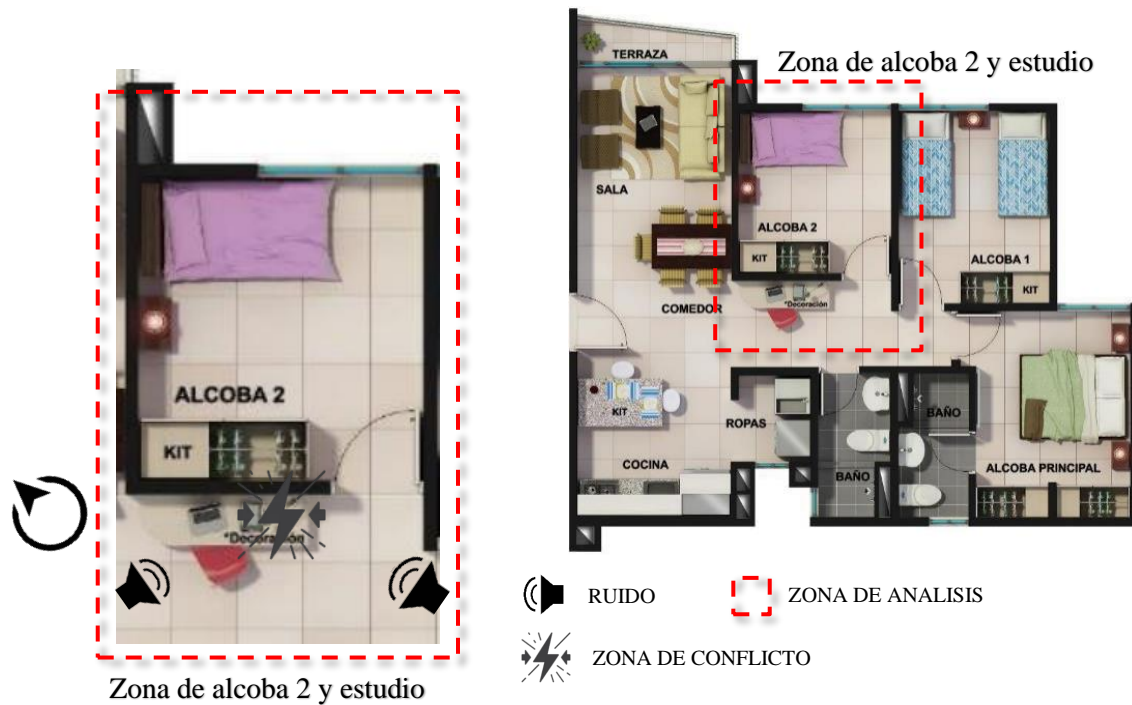 Zona de alcoba 2 y estudio
ALCOBA 2
KIT
*Decoración
Zona de alcoba 2 y estudio
TERRAZA
SALA
ALCOBA 2
KIT
*Decoración
ALCOBA 1
KIT
COMEDOR
KIT
ROPAS
COCINA
BAÑO
BAÑO
ALCOBA PRINCIPAL
RUIDO
ZONA DE ANALISIS
ZONA DE CONFLICTO